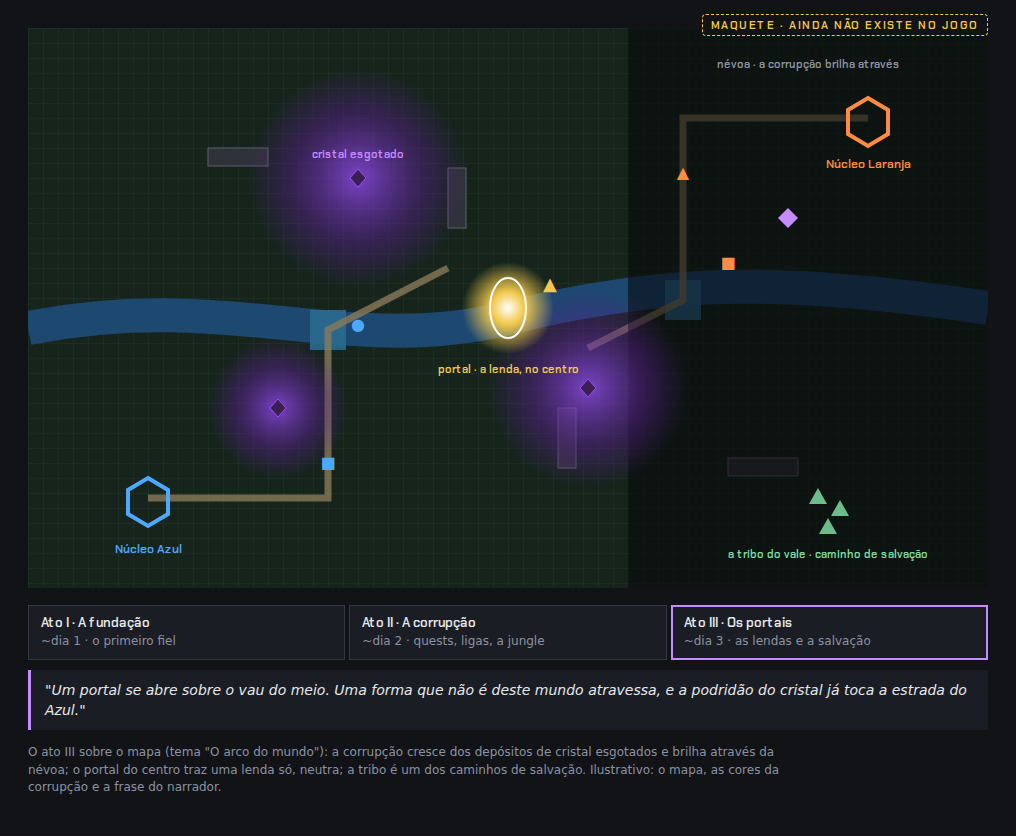 MAQUETE · AINDA NÃO EXISTE NO JOGO
névoa · a corrupção brilha através
cristal esgotado
Núcleo Laranja
portal · a lenda, no centro
Núcleo Azul
a tribo do vale · caminho de salvação
Ato I · A fundação
~dia 1 · o primeiro fiel
Ato II · A corrupção
~dia 2 · quests, ligas, a jungle
Ato III · Os portais
~dia 3 · as lendas e a salvação
"Um portal se abre sobre o vau do meio. Uma forma que não é deste mundo atravessa, e a podridão do cristal já toca a estrada do
Azul."
O ato III sobre o mapa (tema "O arco do mundo"): a corrupção cresce dos depósitos de cristal esgotados e brilha através da
névoa; o portal do centro traz uma lenda só, neutra; a tribo é um dos caminhos de salvação. Ilustrativo: o mapa, as cores da
corrupção e a frase do narrador.